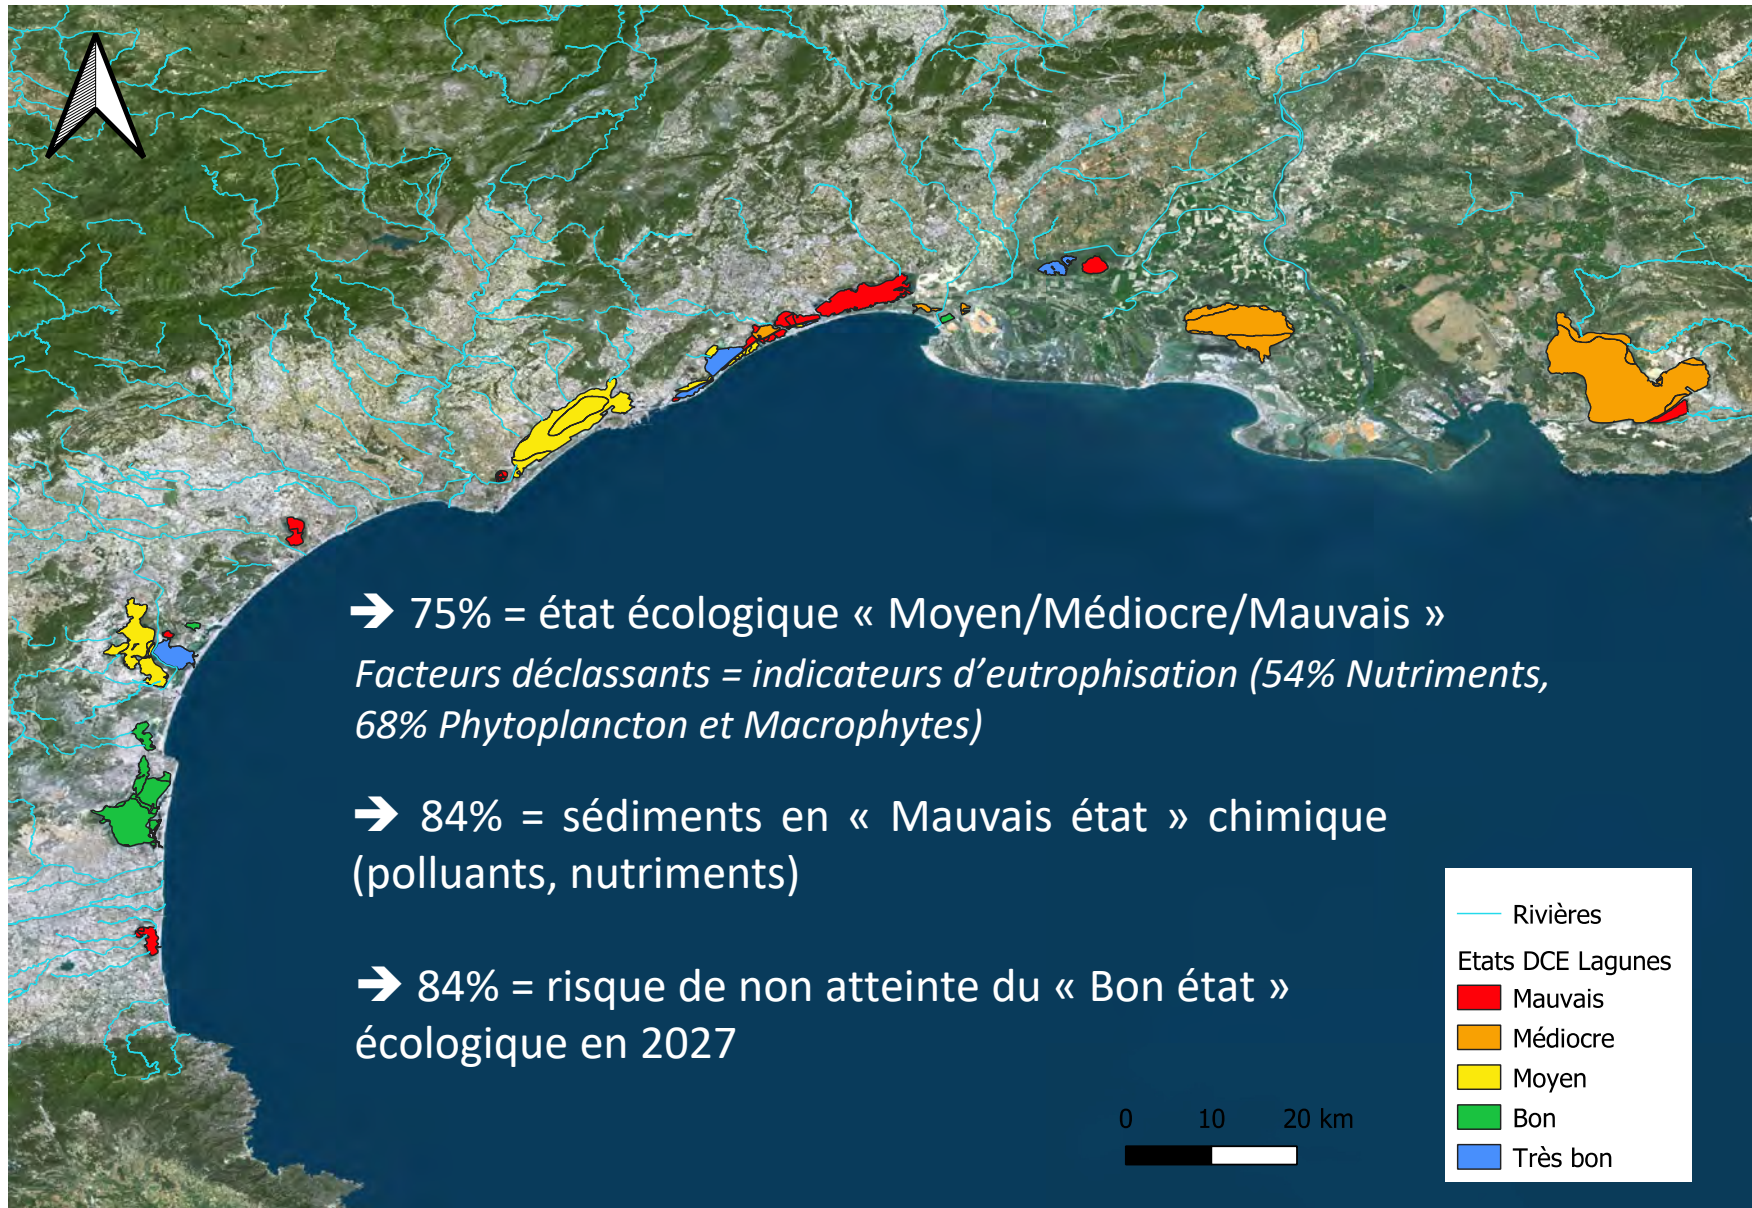 ➔ 75% = état écologique « Moyen/Médiocre/Mauvais »
Facteurs déclassants = indicateurs d’eutrophisation (54% Nutriments,
68% Phytoplancton et Macrophytes)
➔ 84% = sédiments en « Mauvais état » chimique
(polluants, nutriments)
➔ 84% = risque de non atteinte du « Bon état »
écologique en 2027
0 10 20 km
Rivières
Etats DCE Lagunes
Mauvais
Médiocre
Moyen
Bon
Très bon